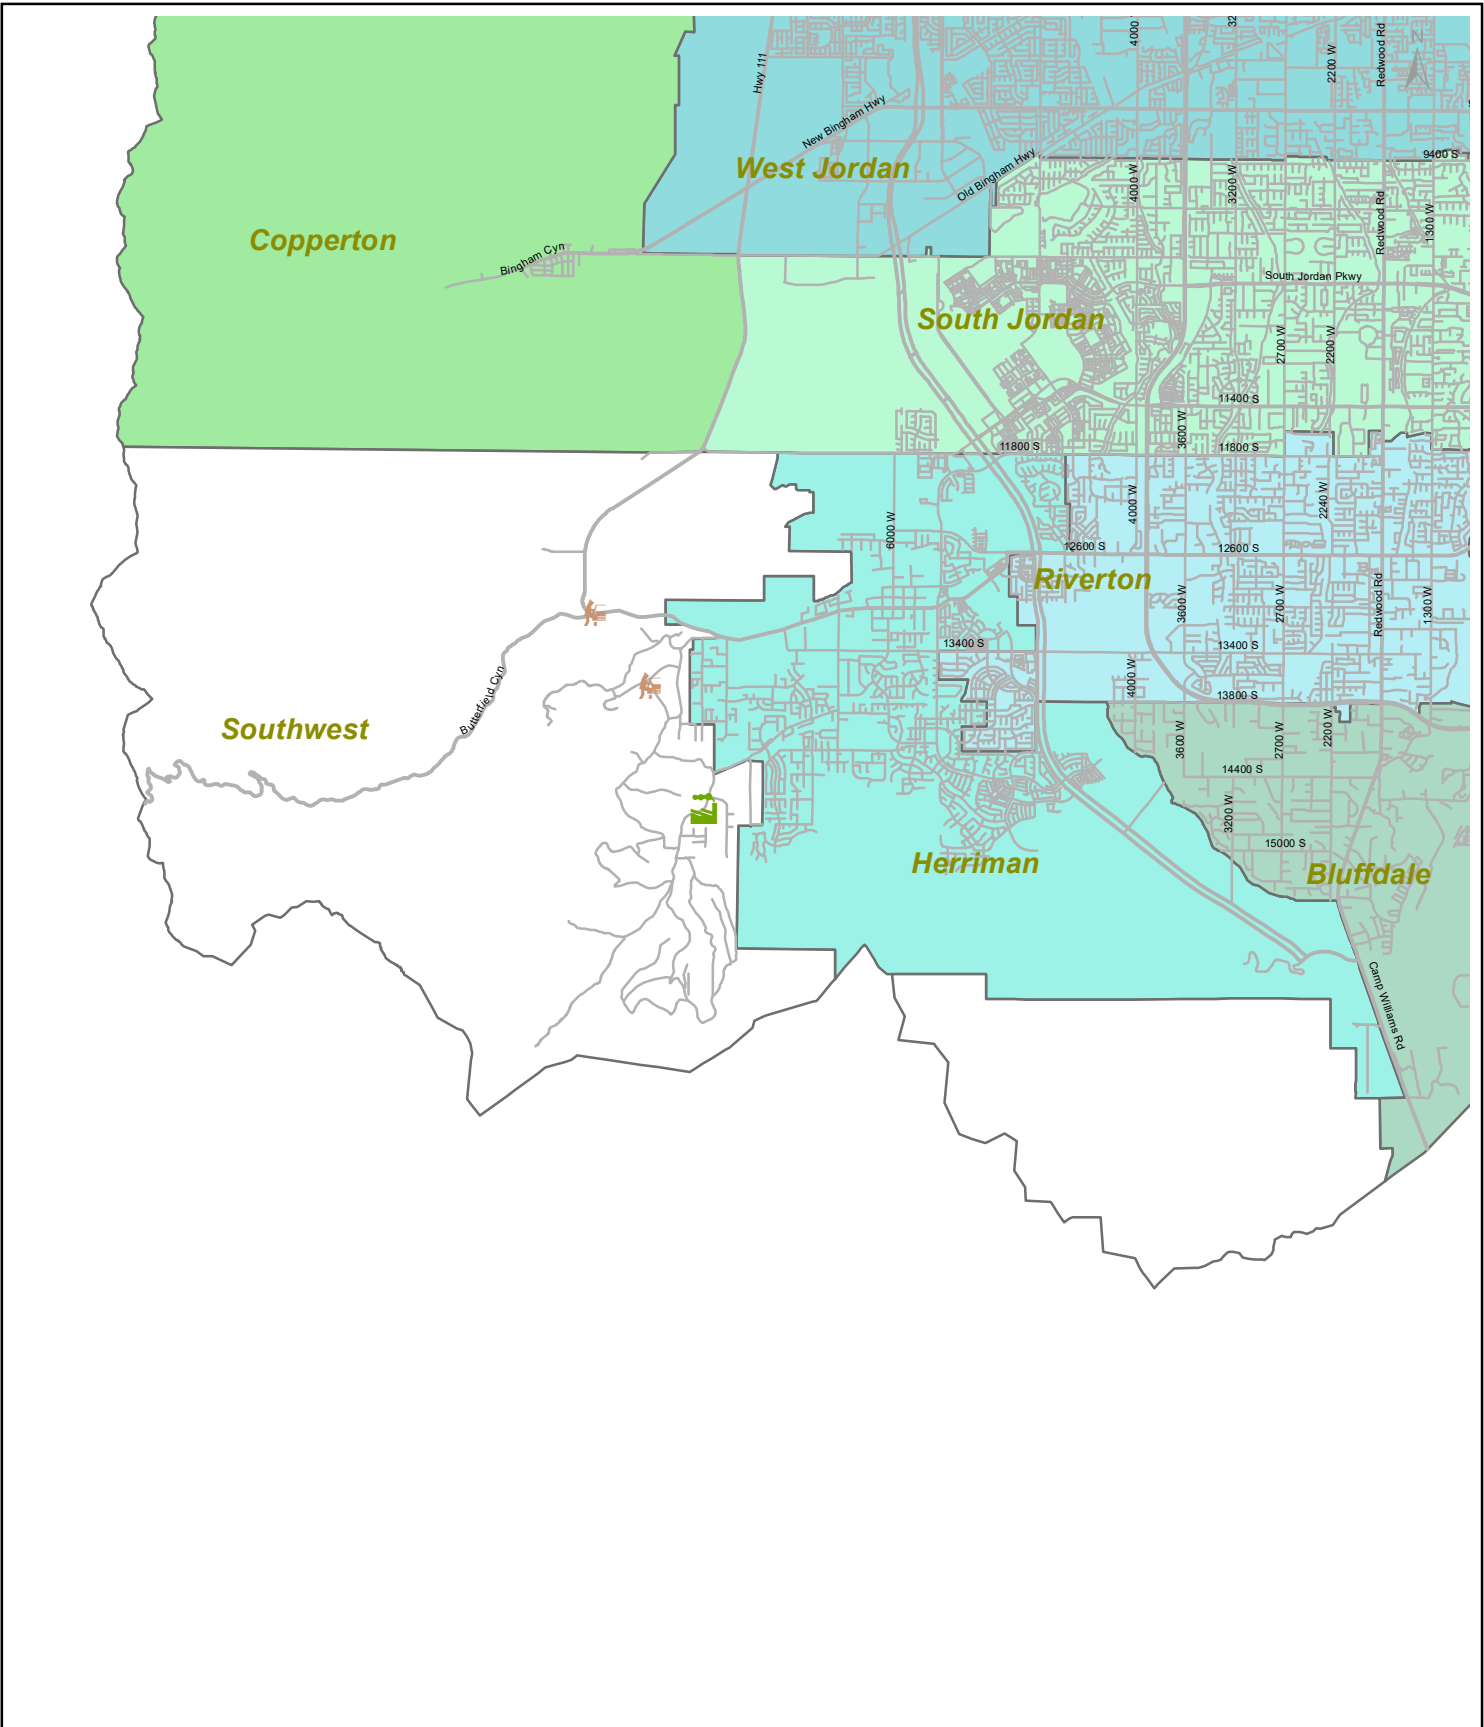 4000
32
2200 W
Redwood Rd
N
Hwy 111
New Bingham Hwy
West Jordan
Old Bingham Hwy
9400 S
4000 W
3200 W
Redwood Rd
1300 W
Copperton
Bingham Cyn
South Jordan Pkwy
South Jordan
2700 W
2200 W
11400 S
3600 W
11800 S
11800 S
6000 W
4000 W
2240 W
12600 S
12600 S
Riverton
3600 W
2700 W
Redwood Rd
1300 W
13400 S
13400 S
4000 W
13800 S
Butterfield Cyn
Southwest
3600 W
2700 W
2200 W
14400 S
3200 W
15000 S
Herriman
Bluffdale
Camp Williams Rd